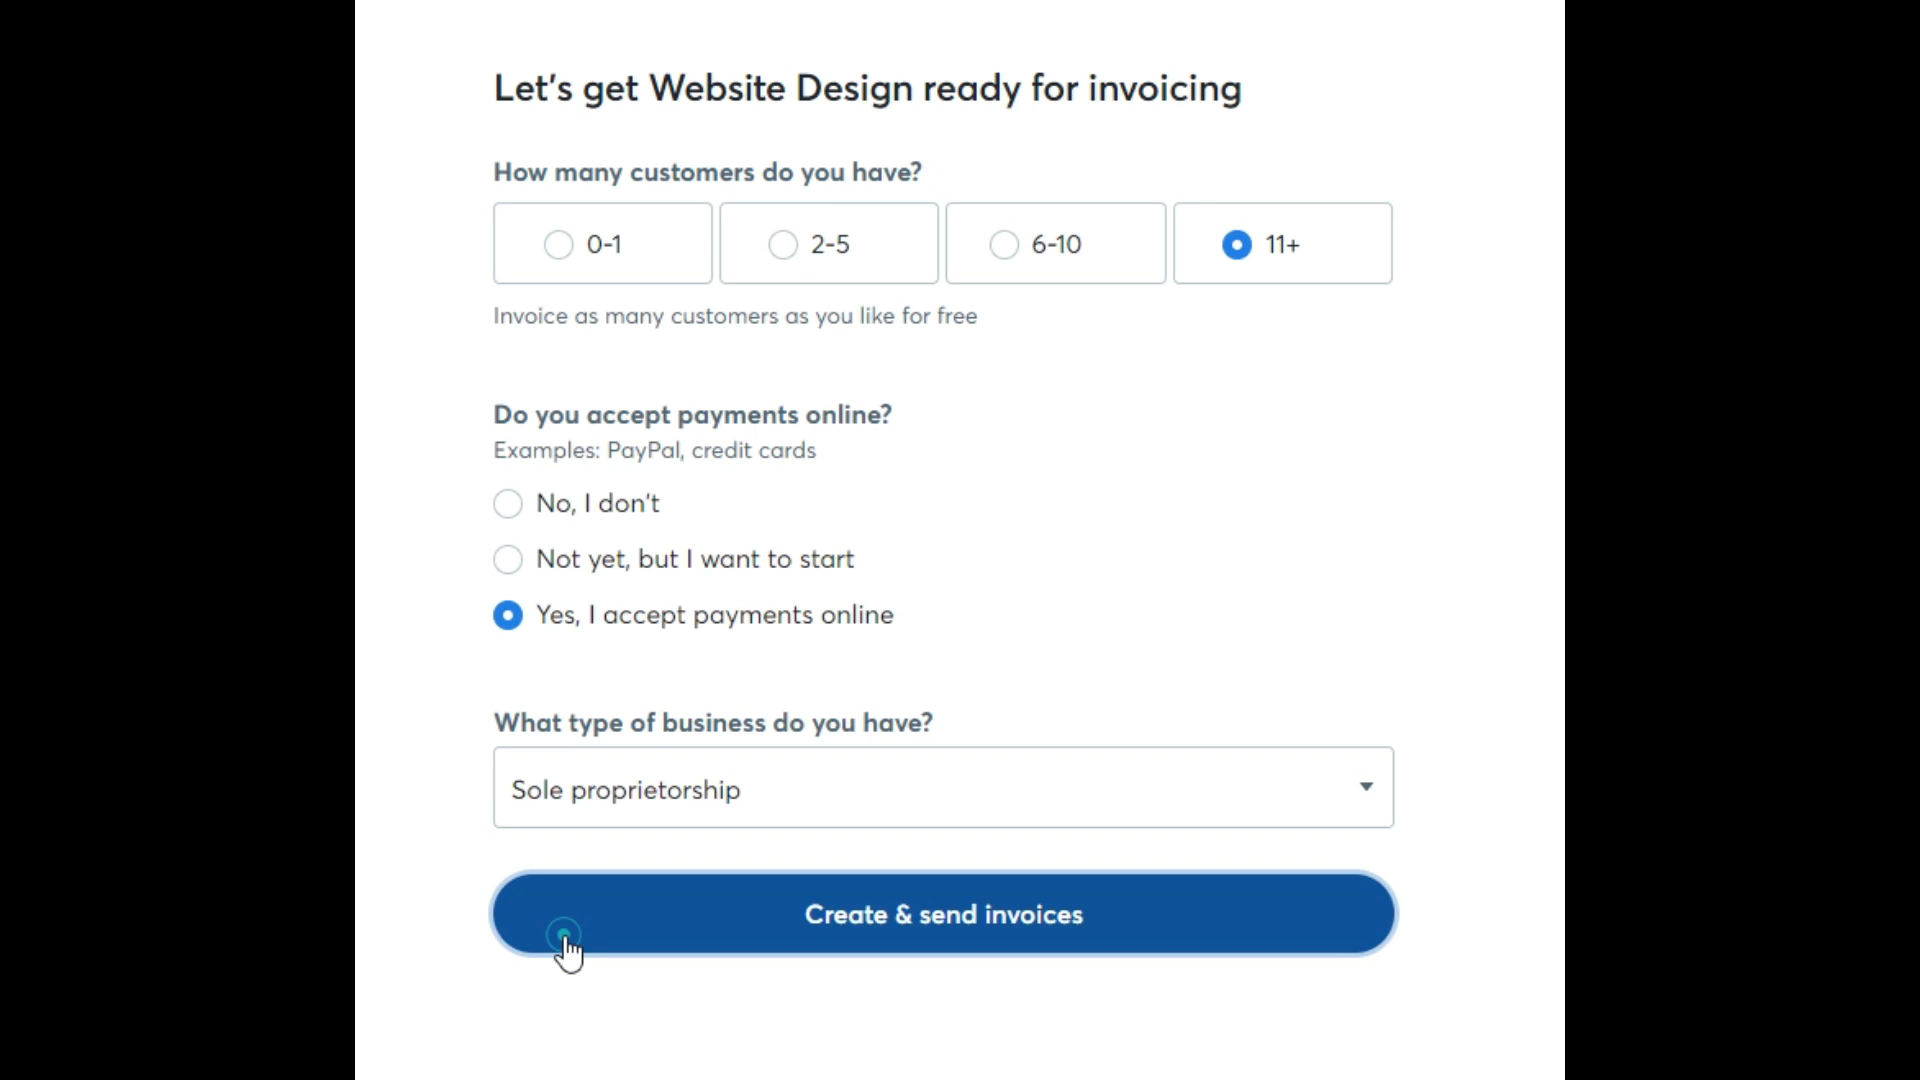 Let's get Website Design ready for invoicing
How many customers do you have?
0-1
2-5
6-10
11+
Invoice as many customers as you like for free
Do you accept payments online?
Examples: PayPal, credit cards
No, I don't
Not yet, but I want to start
Yes, I accept payments online
What type of business do you have?
Sole proprietorship
Create & send invoices